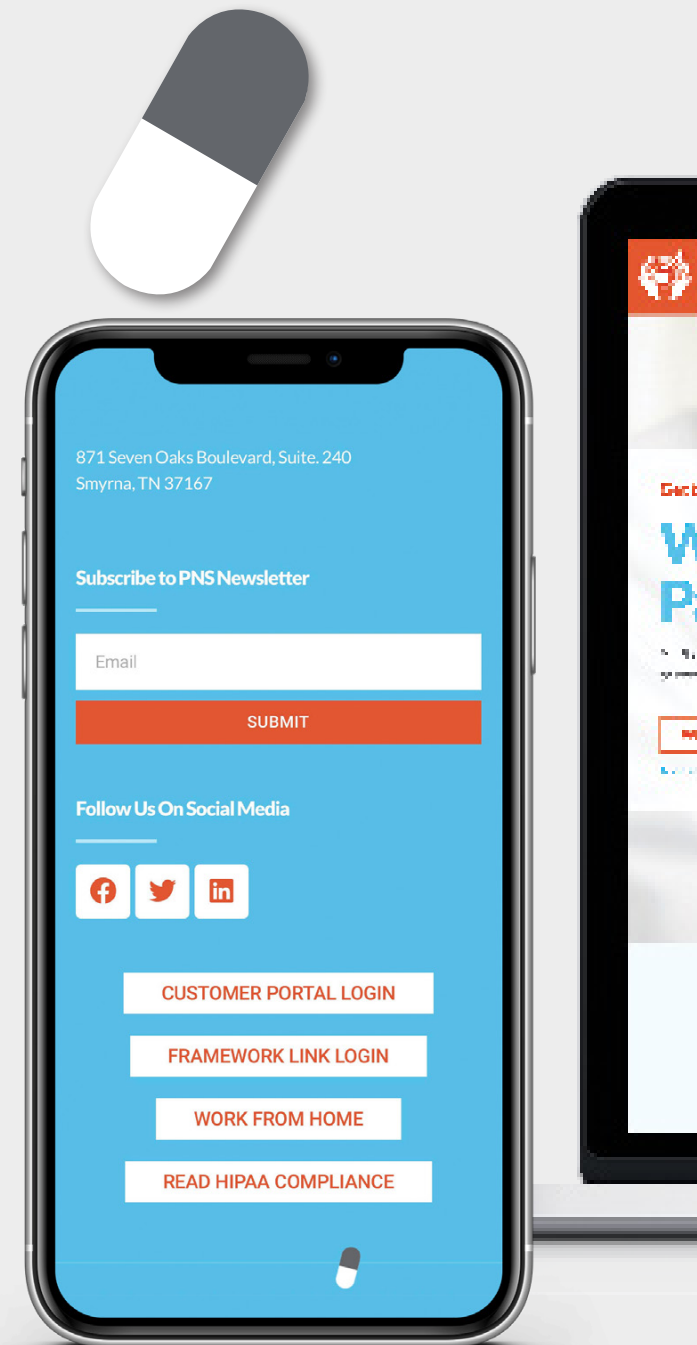 871 Seven Oaks Boulevard, Suite. 240
Smyrna, TN 37167
Subscribe to PNS Newsletter
Email
SUBMIT
Follow Us On Social Media
in
CUSTOMER PORTAL LOGIN
FRAMEWORK LINK LOGIN
WORK FROM HOME
READ HIPAA COMPLIANCE